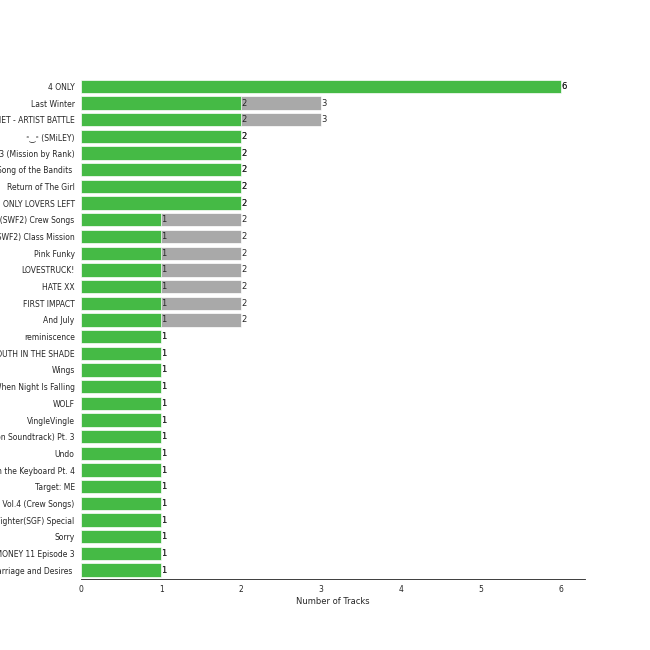 4 ONLY 6
Last Winter 2 3
NET - ARTIST BATTLE 2 3
(SMiLEY) 2
3 (Mission by Rank) 2
Song of the Bandits 2
Return of The Girl 2
ONLY LOVERS LEFT 2
(SWF2) Crew Songs 1 2
SWF2) Class Mission 1 2
Pink Funky 1 2
LOVESTRUCK! 1 2
HATE XX 1 2
FIRST IMPACT 1 2
And July 1 2
reminiscence 1
OUTH IN THE SHADE 1
Wings 1
When Night Is Falling 1
WOLF 1
VingleVingle 1
n Soundtrack) Pt. 3 1
Undo 1
n the Keyboard Pt. 4 1
Target: ME 1
Vol.4 (Crew Songs) 1
ighter(SGF) Special 1
Sorry 1
MONEY 11 Episode 3 1
arriage and Desires 1
0 1 2 3 4 5 6
Number of Tracks